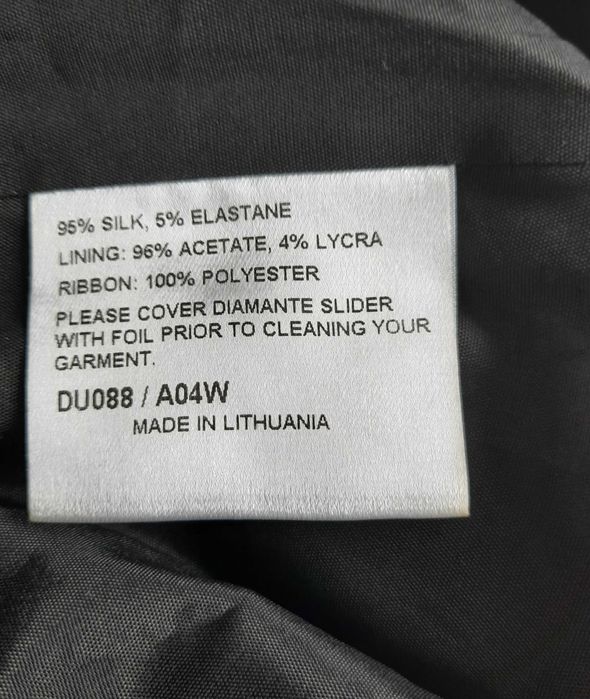 95% SILK, 5% ELASTANE
LINING: 96% ACETATE, 4% LYCRA
RIBBON: 100% POLYESTER
PLEASE COVER DIAMANTE SLIDER
WITH FOIL PRIOR TO CLEANING YOUR
GARMENT.
DU088 / A04W
MADE IN LITHUANIA